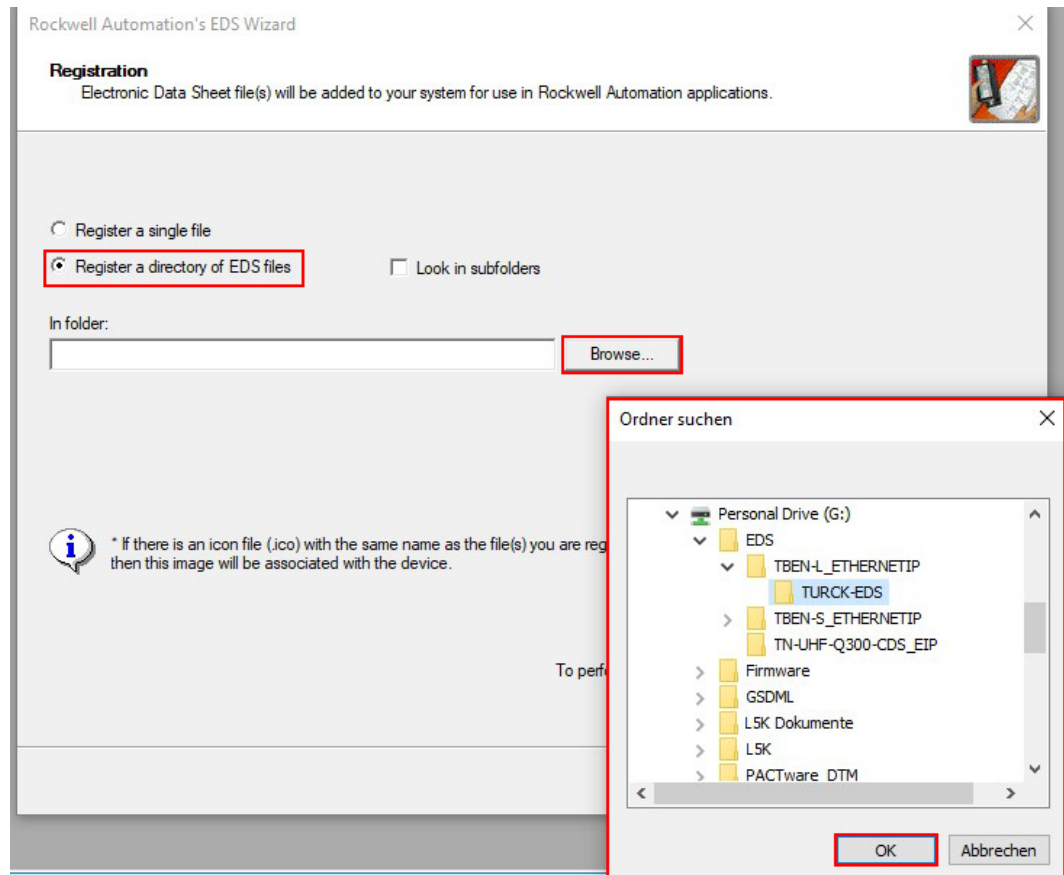 Rockwell Automation's EDS Wizard
Registration
Electronic Data Sheet file(s) will be added to your system for use in Rockwell Automation applications.
Register a single file
Register a directory of EDS files
Look in subfolders
In folder:
Browse...
* If there is an icon file (.ico) with the same name as the file(s) you are reg
then this image will be associated with the device.
To perfo
Ordner suchen
Personal Drive (G:)
EDS
TBEN-L_ETHERNETIP
TURCK-EDS
TBEN-S_ETHERNETIP
TN-UHF-Q300-CDS_EIP
Firmware
GSDML
L5K Dokumente
L5K
PACTware DTM
OK
Abbrechen